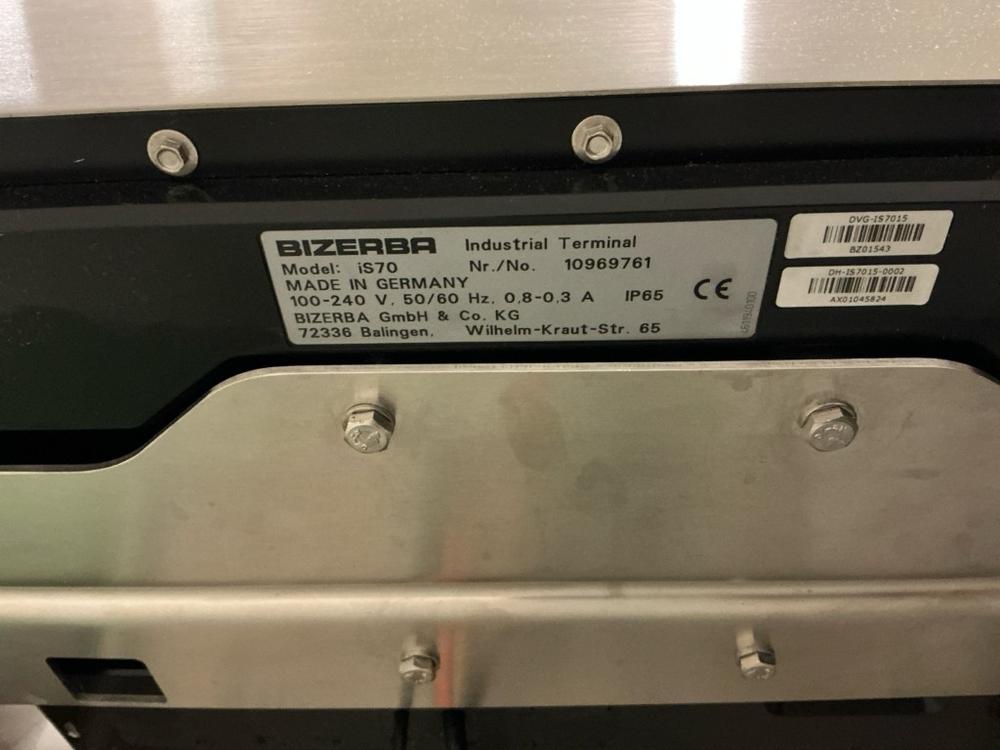 BIZERBA Industrial Terminal
Model: iS70 Nr./No. 10969761
MADE IN GERMANY
100-240 V, 50/60 Hz, 0,8-0,3 A IP65 CE
BIZERBA GmbH & Co. KG
72336 Balingen, Wilhelm-Kraut-Str. 65
DVG-IS7015
BZ01543
DH-IS7015-0002
AX01045824